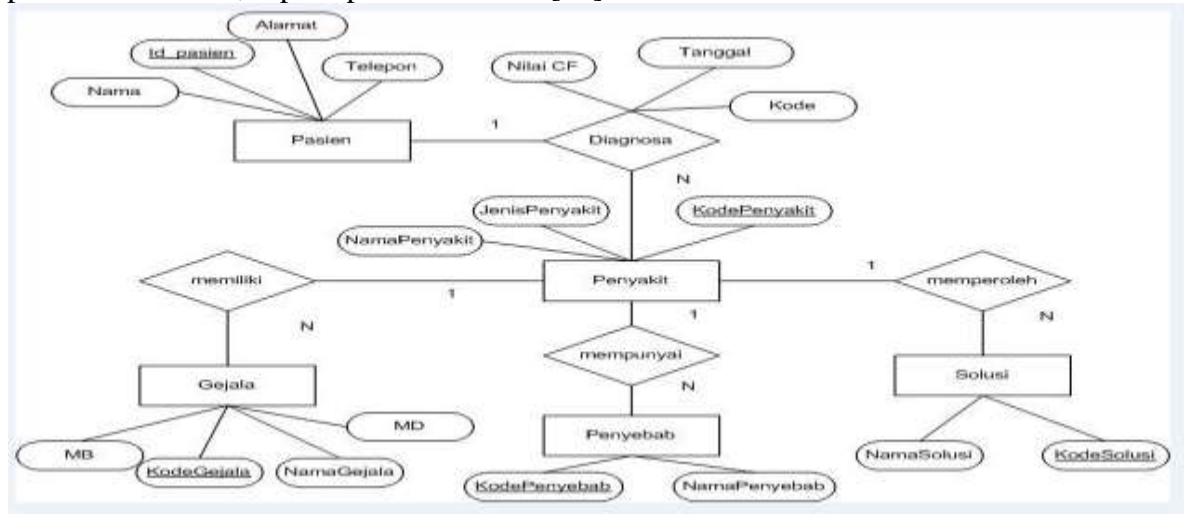 Alamat
Id_pasien
Telepon
Nama
Nilai CF
Tanggal
Kode
Pasien
1
Diagnosa
N
JenisPenyakit
KodePenyakit
NamaPenyakit
memiliki
1
Penyakit
1
memperoleh
N
1
N
mempunyai
Gejala
N
Solusi
MB
MD
KodeGejala
NamaGejala
Penyebab
NamaSolusi
KodeSolusi
KodePenyebab
NamaPenyebab